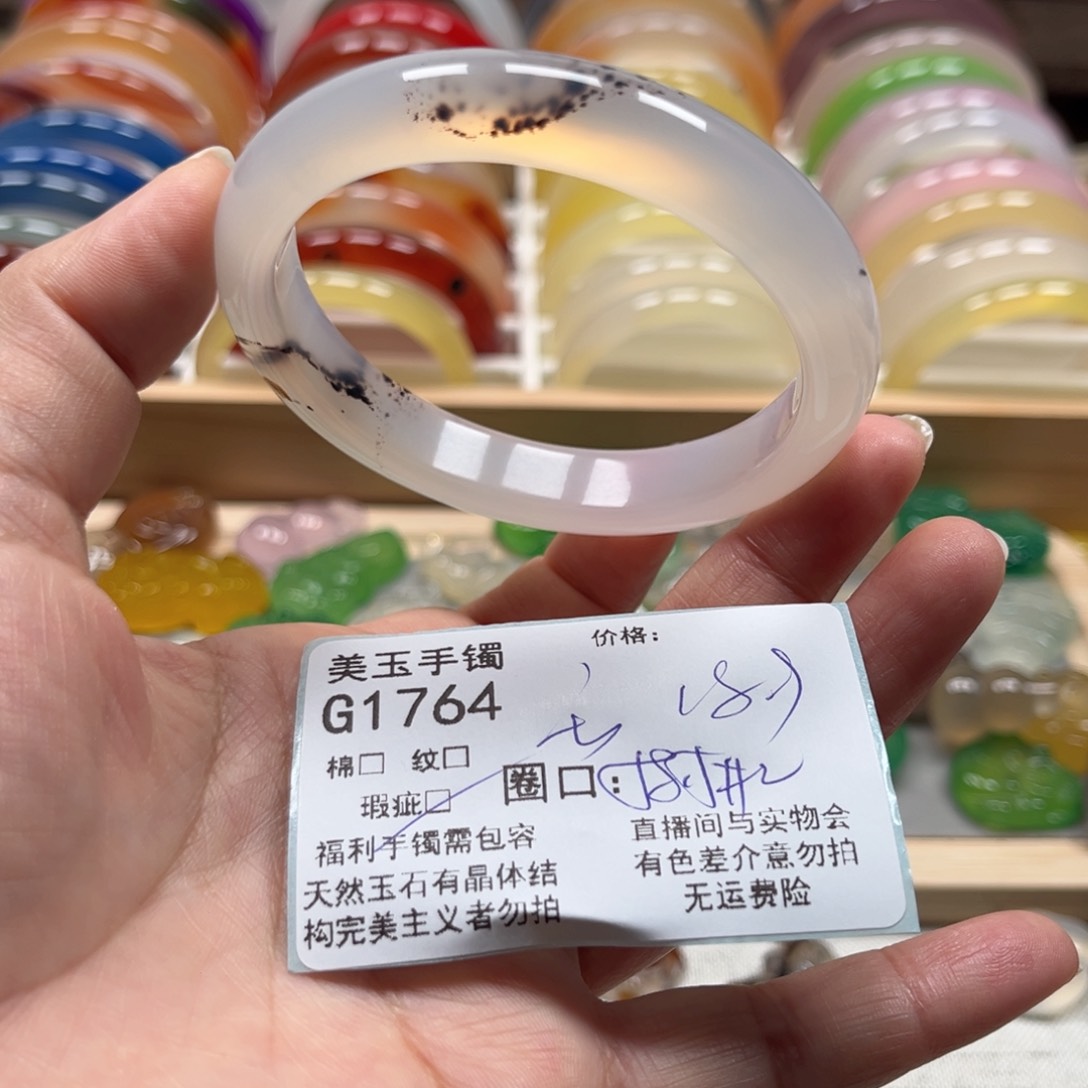 美玉手镯
价格：
G1764
189
棉□ 纹□
瑕疵□
圈口：
福利手镯需包容
天然玉石有晶体结
构完美主义者勿拍
直播间与实物会
有色差介意勿拍
无运费险